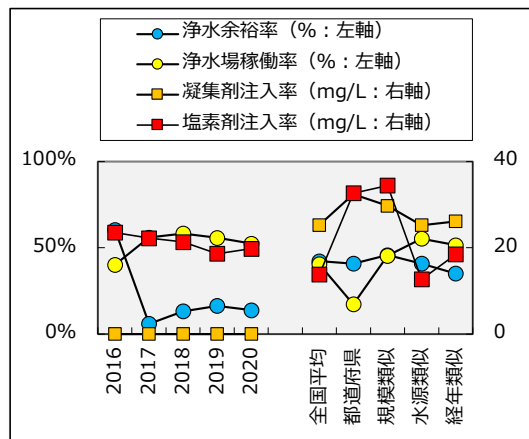 浄水余裕率（%：左軸）
浄水場稼働率（%：左軸）
凝集剤注入率（mg/L：右軸）
塩素剤注入率（mg/L：右軸）
100%
50%
0%
40
20
0
2016
2017
2018
2019
2020
全国平均
都道府県
規模類似
水源類似
経年類似